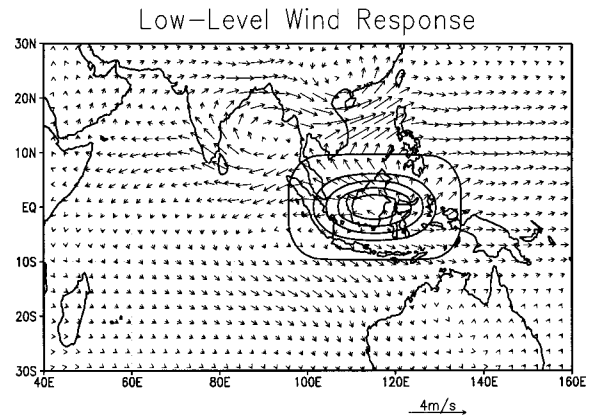 Low-Level Wind Response
30N
20N
10N
EQ
10S
20S
30S
40E 60E 80E 100E 120E 140E 160E
4m/s